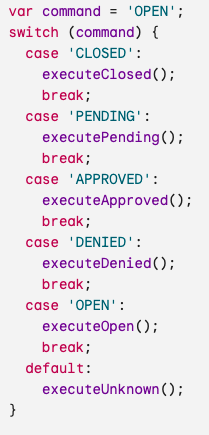 var command = 'OPEN';
switch (command) {
  case 'CLOSED':
    executeClosed();
    break;
  case 'PENDING':
    executePending();
    break;
  case 'APPROVED':
    executeApproved();
    break;
  case 'DENIED':
    executeDenied();
    break;
  case 'OPEN':
    executeOpen();
    break;
  default:
    executeUnknown();
}